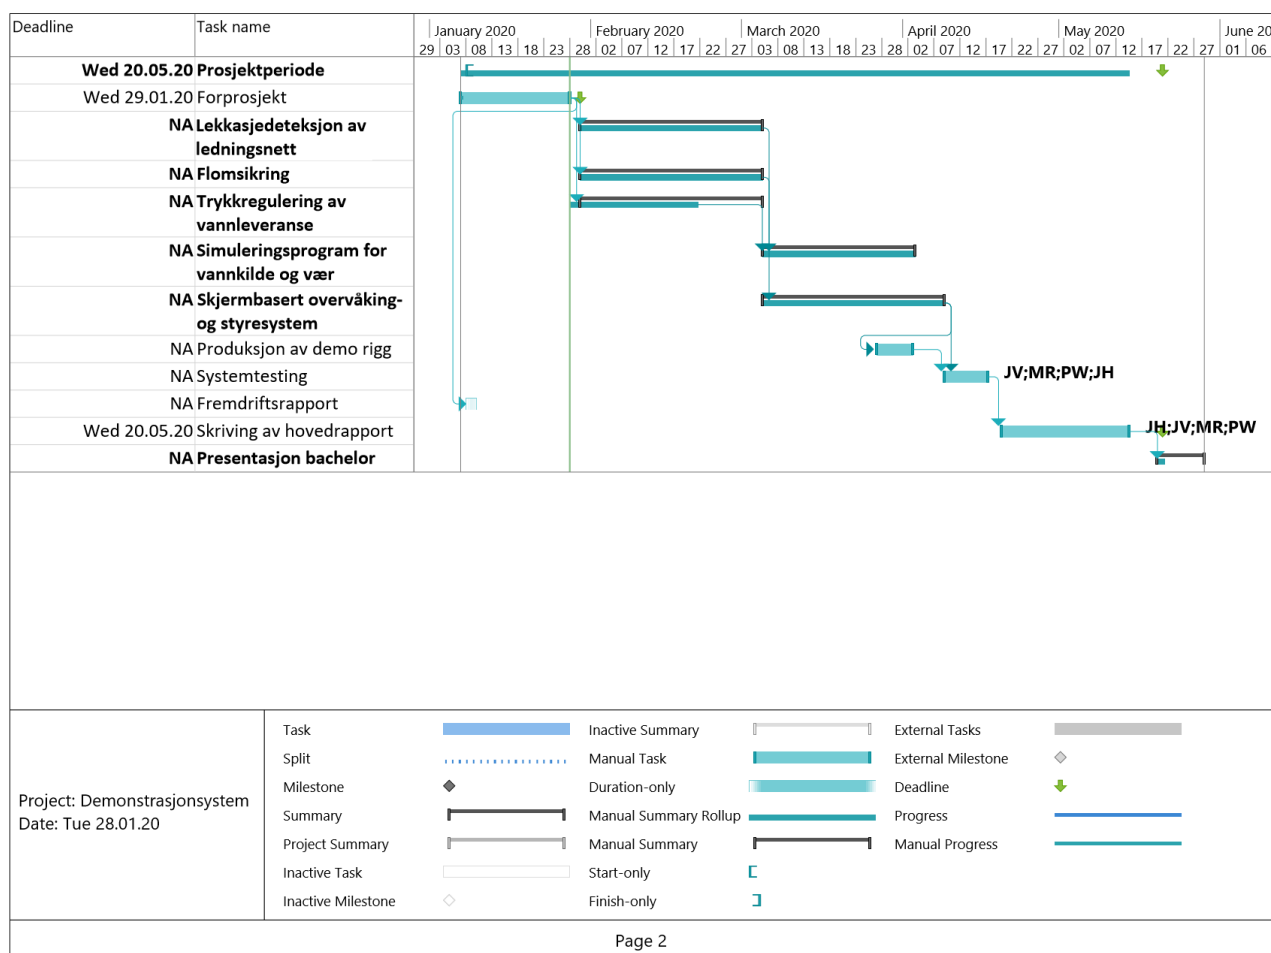 Deadline Task name
January 2020 February 2020 March 2020 April 2020 May 2020 June 20
29 03 08 13 18 23 28 02 07 12 17 22 27 03 08 13 18 23 28 02 07 12 17 22 27 02 07 12 17 22 27 01 06
Wed 20.05.20 Prosjektperiode
Wed 29.01.20 Forprosjekt
NA Lekkasjedeteksjon av
ledningsnett
NA Flomsikring
NA Trykkregulering av
vannleveranse
NA Simuleringsprogram for
vannkilde og vær
NA Skjermbasert overvåking-
og styresystem
NA Produksjon av demo rigg
NA Systemtesting JV;MR;PW;JH
NA Fremdriftsrapport
Wed 20.05.20 Skriving av hovedrapport JH;JV;MR;PW
NA Presentasjon bachelor
Project: Demonstrasjonsystem
Date: Tue 28.01.20
Task
Split
Milestone
Summary
Project Summary
Inactive Task
Inactive Milestone
Inactive Summary
Manual Task
Duration-only
Manual Summary Rollup
Manual Summary
Start-only
Finish-only
External Tasks
External Milestone
Deadline
Progress
Manual Progress
Page 2